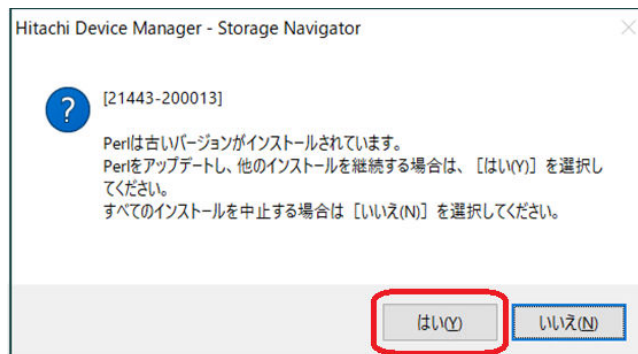 Hitachi Device Manager - Storage Navigator
[21443-200013]
Perlは古いバージョンがインストールされています。
Perlをアップデートし、他のインストールを継続する場合は、［はい(Y)］を選択し
てください。
すべてのインストールを中止する場合は［いいえ(N)］を選択してください。
はい(Y)
いいえ(N)